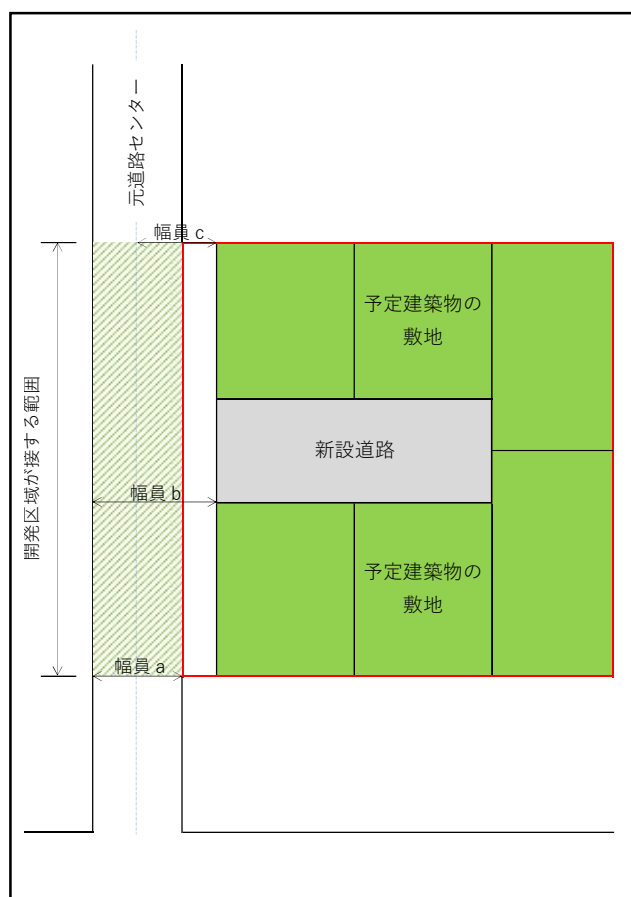 元道路センター
幅員 c
予定建築物の
敷地
開発区域が接する範囲
新設道路
幅員 b
予定建築物の
敷地
幅員 a